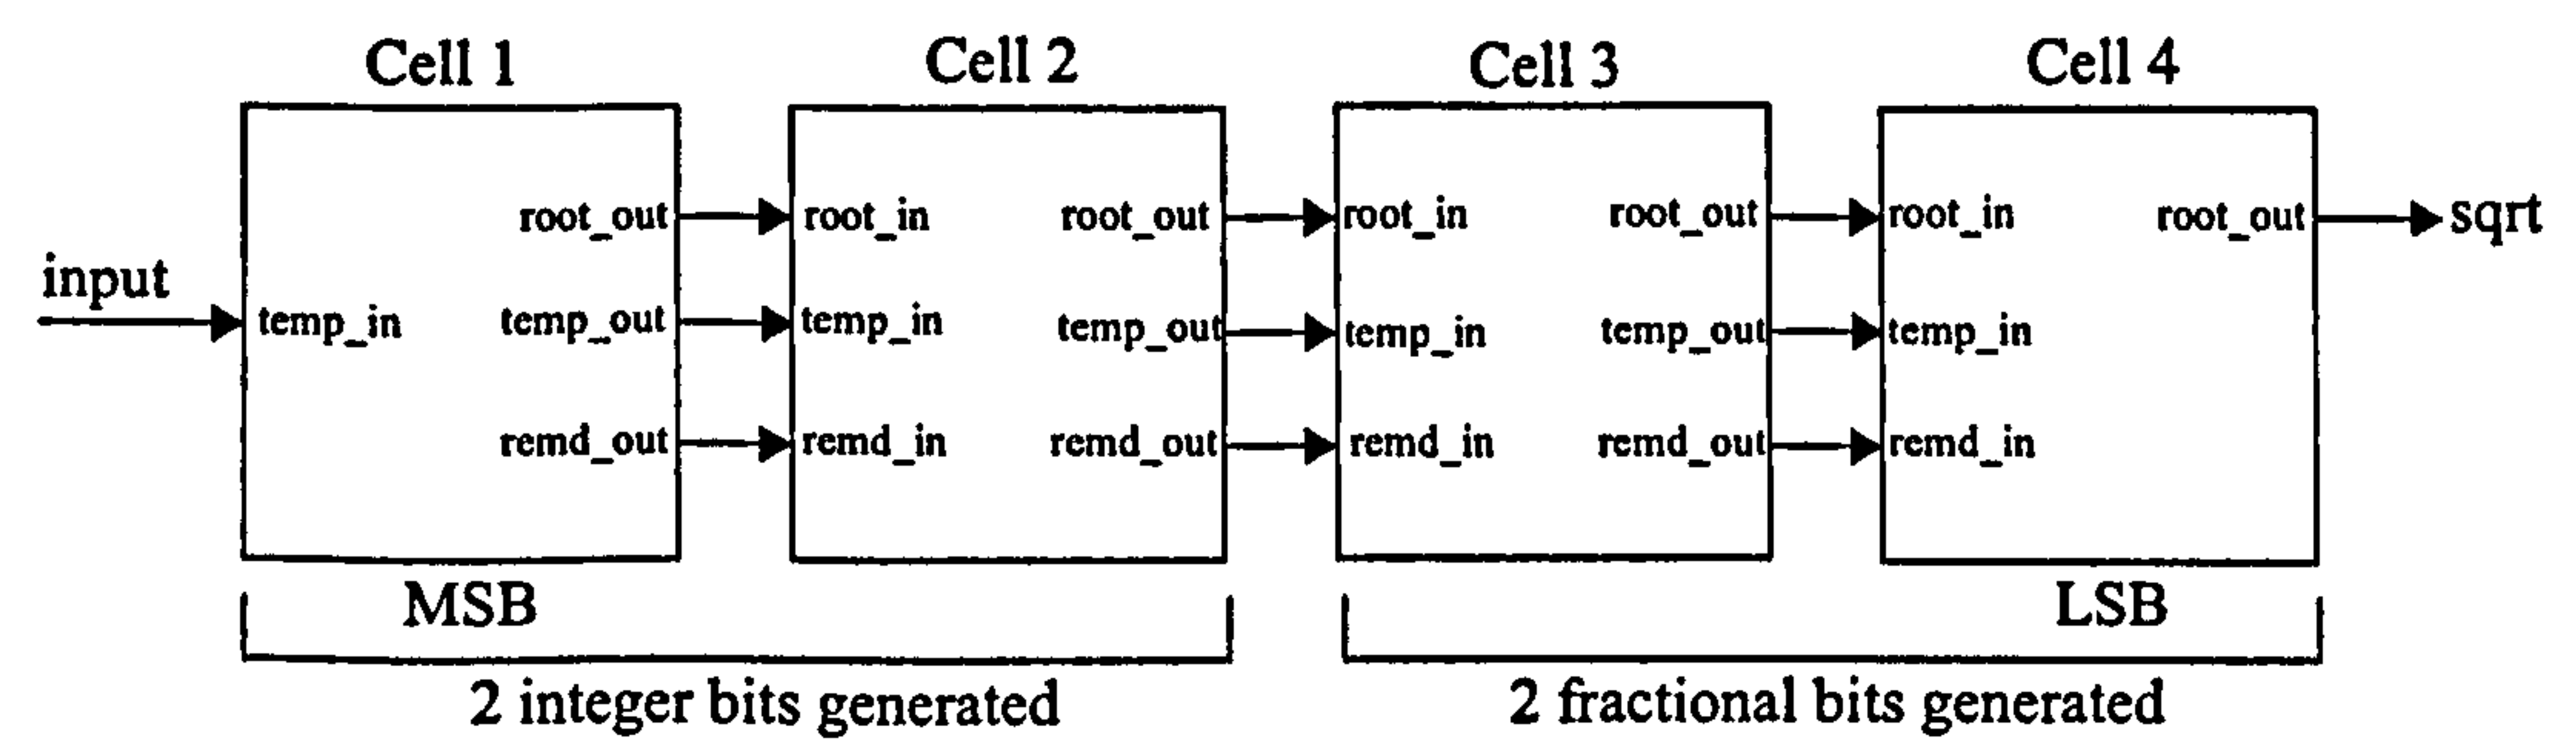 Cell 1 Cell 2 Cell 3 Cell 4
root_out root_in root_out root_in root_out root_in root_out sqrt
input
temp_in temp_out temp_in temp_out temp_in temp_out temp_in
remd_out remd_in remd_out remd_in remd_out remd_in
MSB LSB
2 integer bits generated 2 fractional bits generated